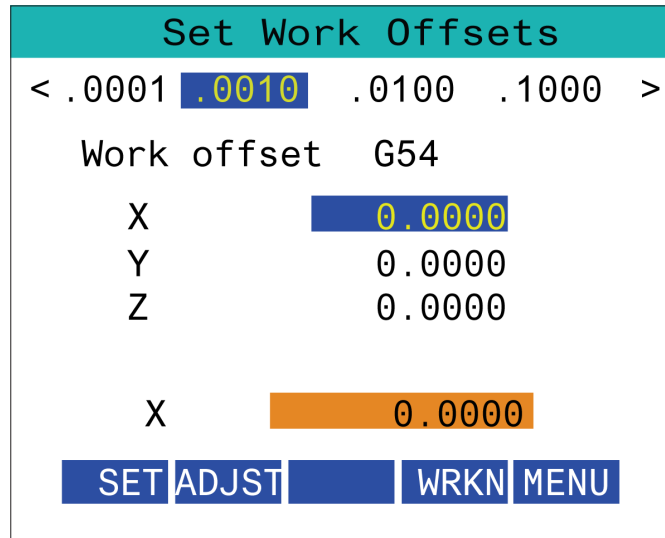 Set Work Offsets
< .0001 .0010 .0100 .1000 >
Work offset G54
X 0.0000
Y 0.0000
Z 0.0000
X 0.0000
SET ADJST WRKN MENU